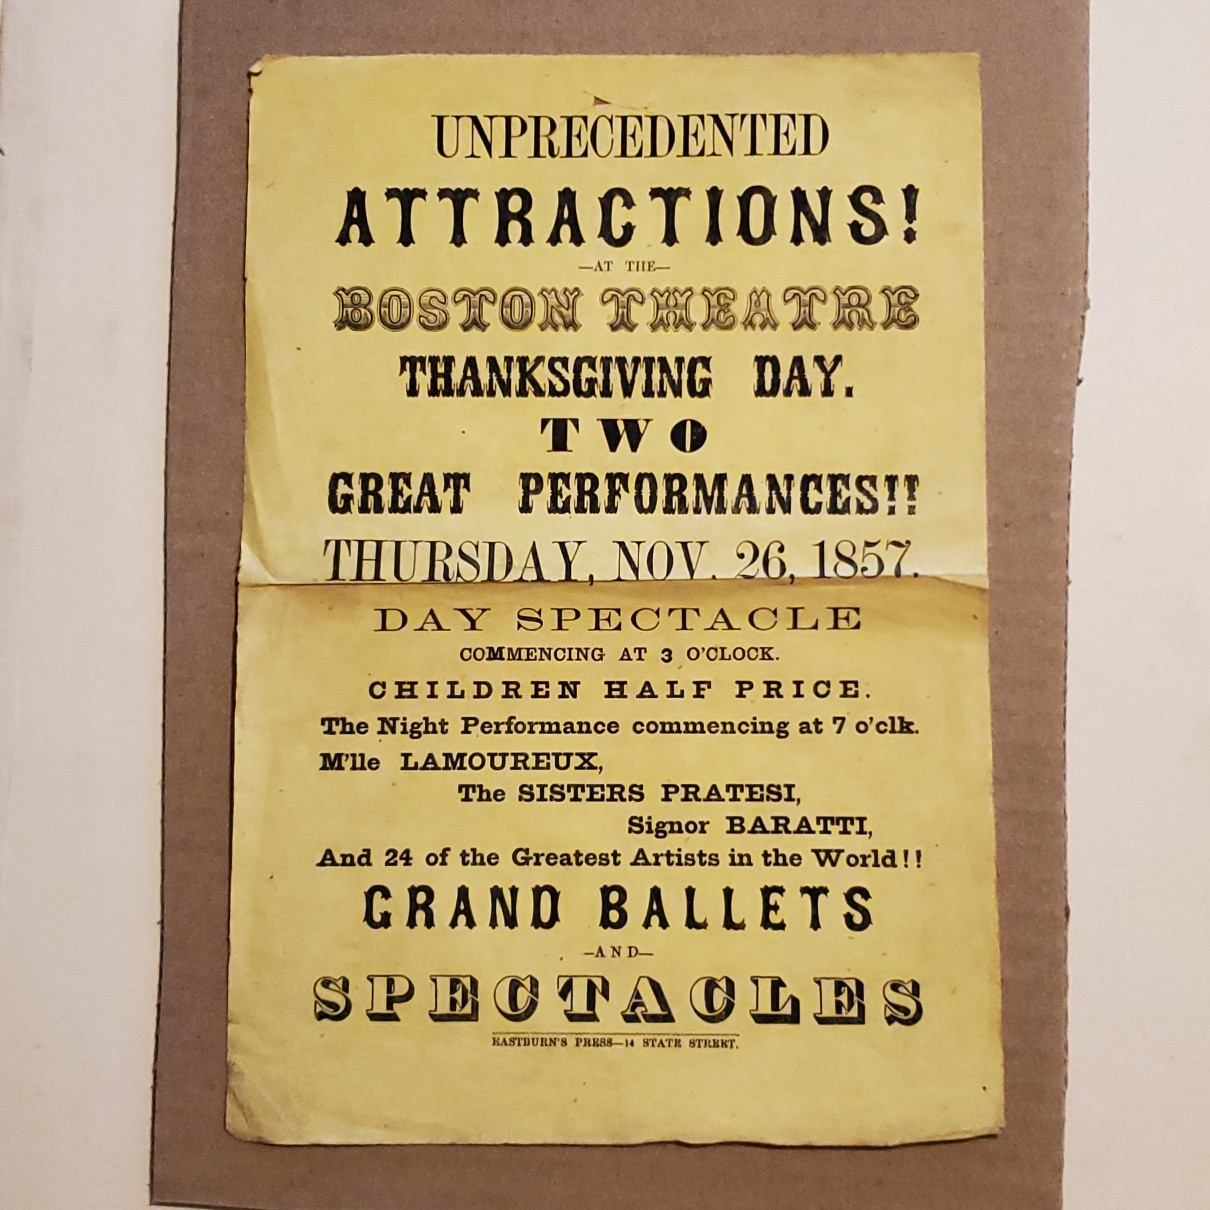 UNPRECEDENTED
ATTRACTIONS!
—AT THE—
BOSTON THEATRE
THANKSGIVING DAY.
TWO
GREAT PERFORMANCES!!
THURSDAY, NOV. 26, 1857.
DAY SPECTACLE
COMMENCING AT 3 O'CLOCK.
CHILDREN HALF PRICE.
The Night Performance commencing at 7 o'clk.
M'lle LAMOUREUX,
The SISTERS PRATESI,
Signor BARATTI,
And 24 of the Greatest Artists in the World!!
GRAND BALLETS
—AND—
SPECTACLES
EASTBURN'S PRESS—14 STATE STREET.